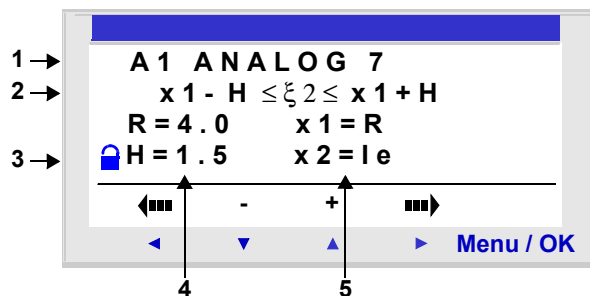 1 A1 ANALOG 7
2 x1 - H ≤ ξ2 ≤ x1 + H
R = 4.0 x1 = R
3 H = 1.5 x2 = Ie
- +
Menu / OK
4 5